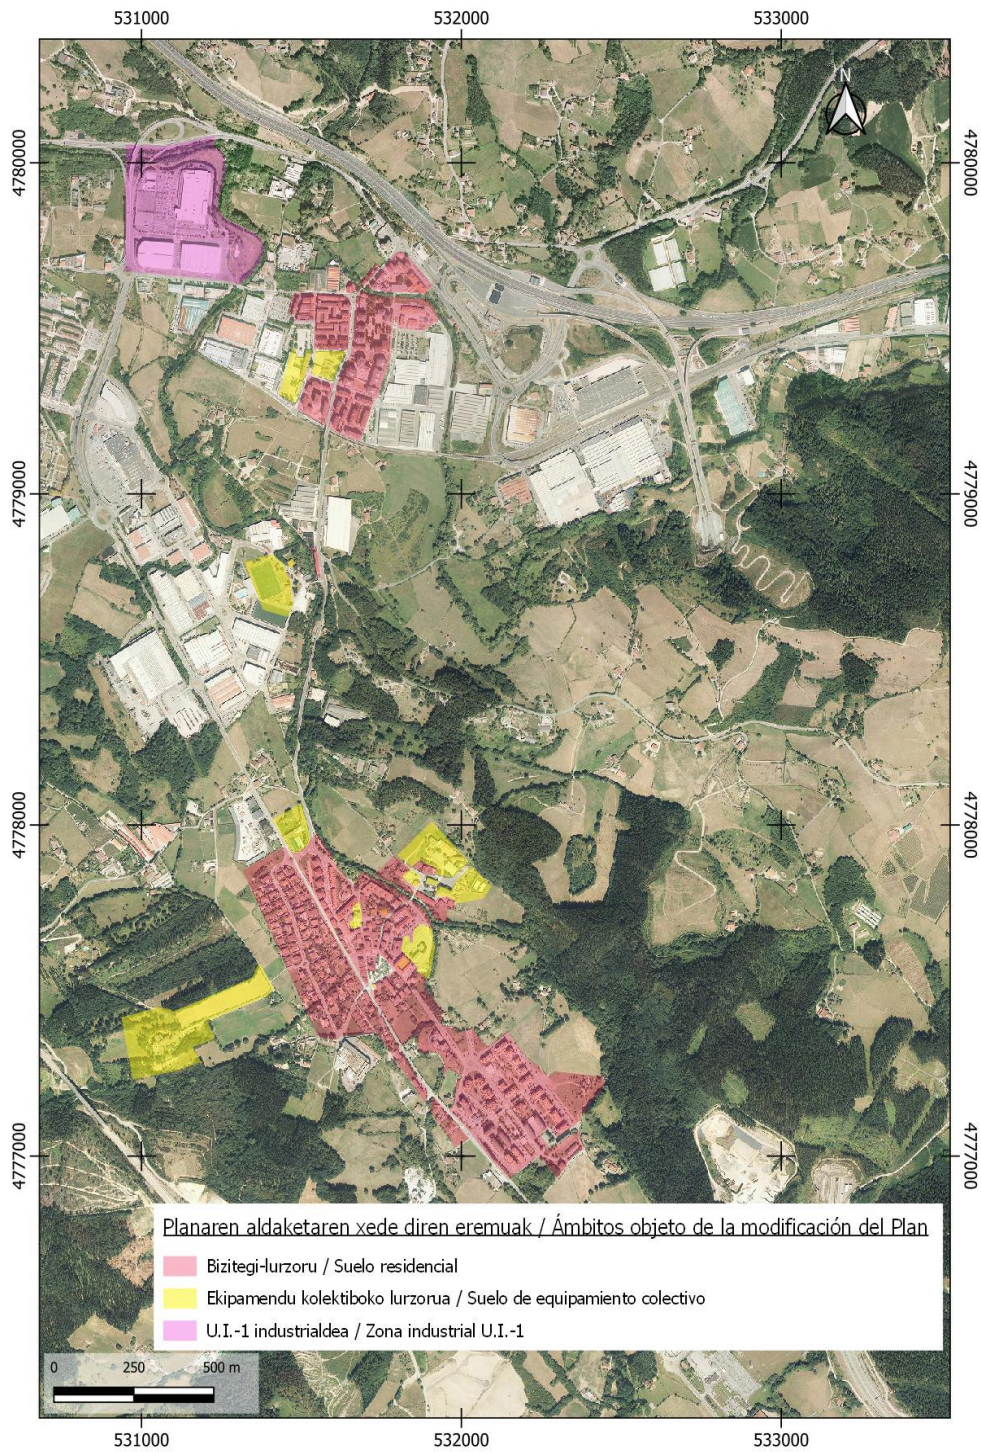 531000 532000 533000
N
4780000 4780000
4779000 4779000
4778000 4778000
4777000 4777000
Planaren aldaketaren xede diren eremuak / Ámbitos objeto de la modificación del Plan
Bizitegi-lurzoru / Suelo residencial
Ekipamendu kolektiboko lurzorua / Suelo de equipamiento colectivo
U.I.-1 industrialdea / Zona industrial U.I.-1
0 250 500 m
531000 532000 533000